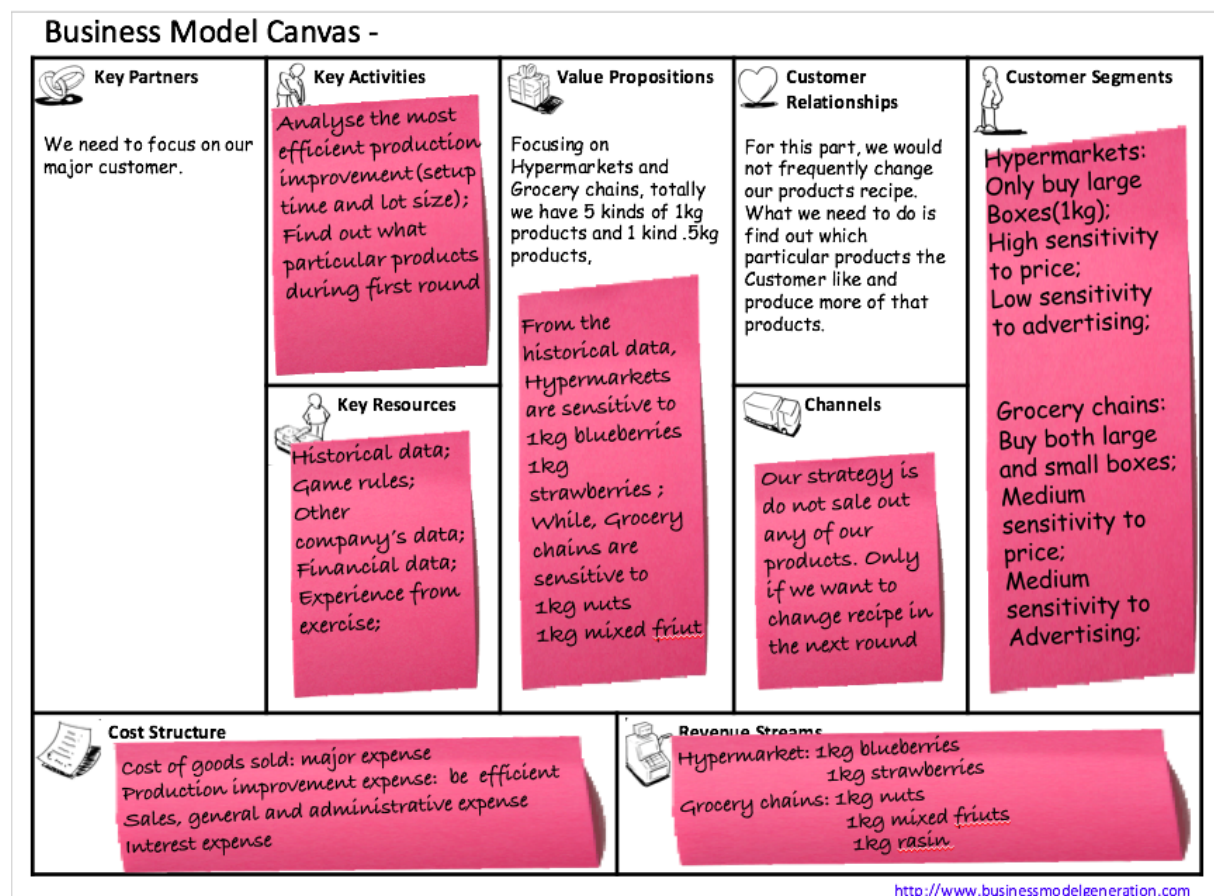 Business Model Canvas -
Key Partners
We need to focus on our
major customer.
Key Activities
Analyse the most
efficient production
improvement(setup
time and lot size);
Find out what
particular products
during first round
Key Resources
Historical data;
Game rules;
Other
company's data;
Financial data;
Experience from
exercise;
Value Propositions
Focusing on
Hypermarkets and
Grocery chains, totally
we have 5 kinds of 1kg
products and 1 kind .5kg
products,
From the
historical data,
Hypermarkets
are sensitive to
1kg blueberries
1kg
strawberries ;
While, Grocery
chains are
sensitive to
1kg nuts
1kg mixed friut
Customer
Relationships
For this part, we would
not frequently change
our products recipe.
What we need to do is
find out which
particular products the
Customer like and
produce more of that
products.
Channels
Our strategy is
do not sale out
any of our
products. Only
if we want to
change recipe in
the next round
Customer Segments
Hypermarkets:
Only buy large
Boxes(1kg);
High sensitivity
to price;
Low sensitivity
to advertising;
Grocery chains:
Buy both large
and small boxes;
Medium
sensitivity to
price;
Medium
sensitivity to
Advertising;
Cost Structure
Cost of goods sold: major expense
Production improvement expense: be efficient
Sales, general and administrative expense
Interest expense
Revenue Streams
Hypermarket: 1kg blueberries
1kg strawberries
Grocery chains: 1kg nuts
1kg mixed friuts
1kg rasin
http://www.businessmodelgeneration.com